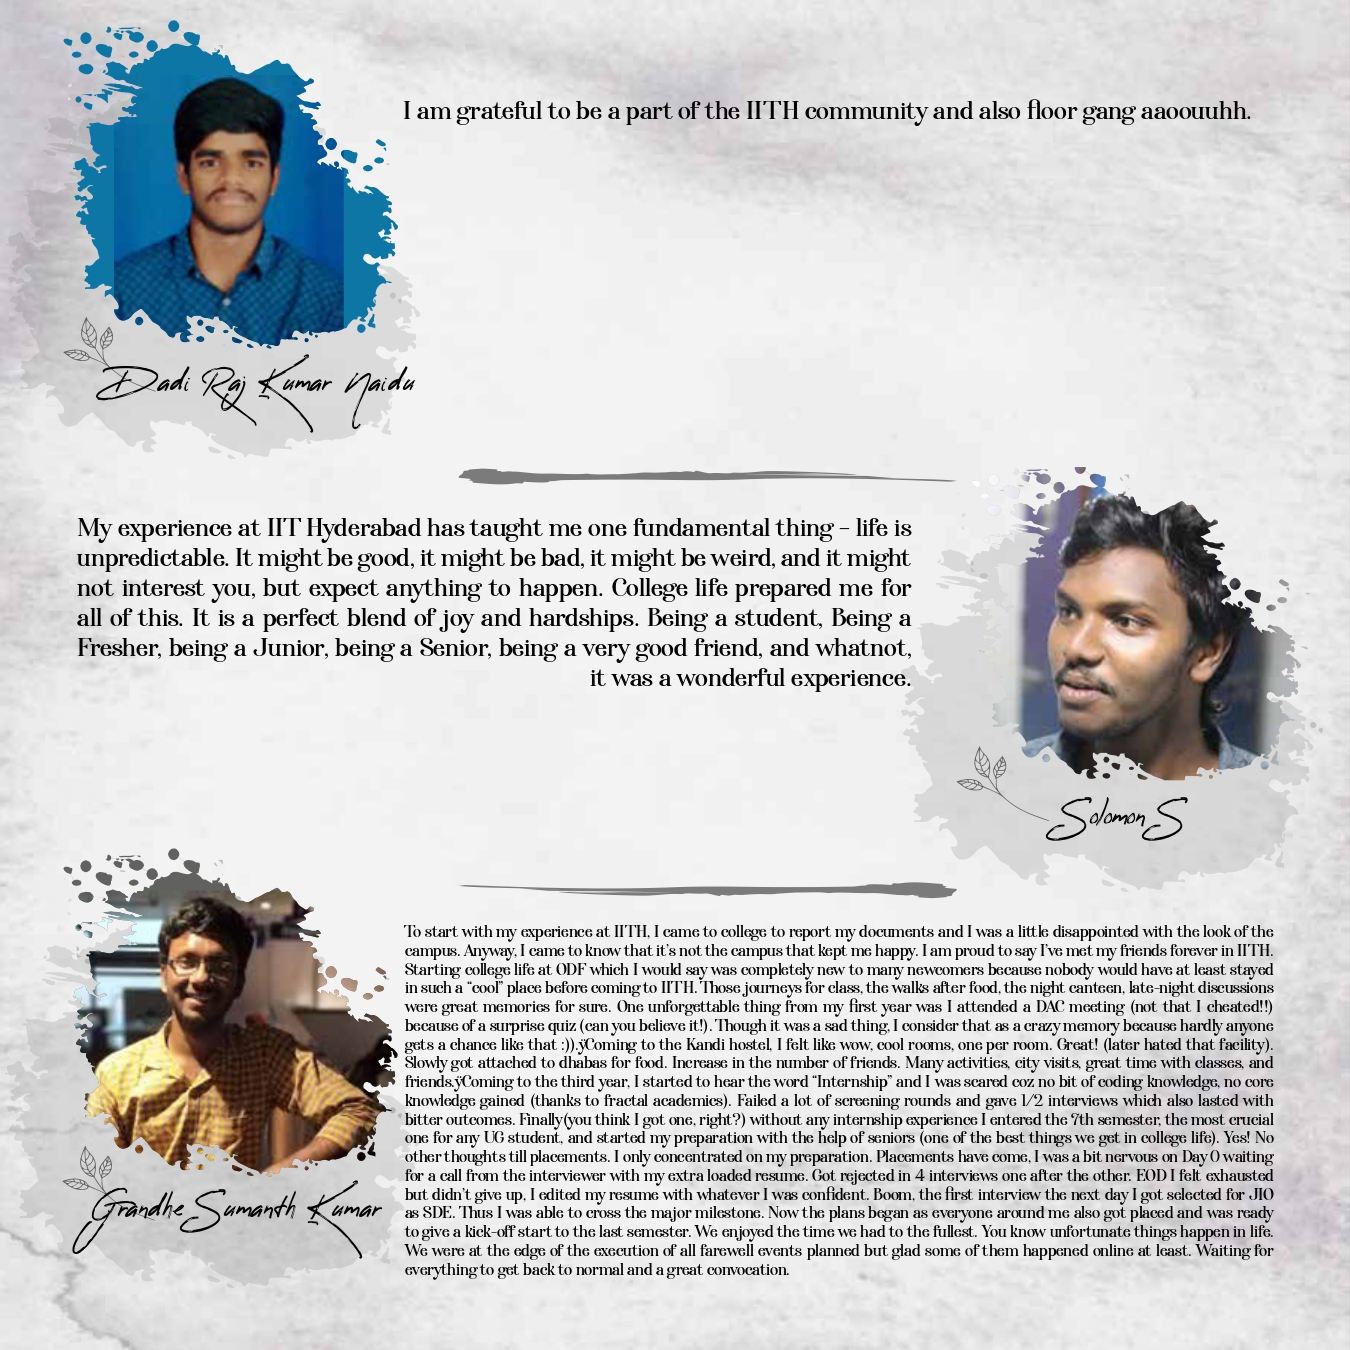 I am grateful to be a part of the IITH community and also floor gang aaoouuhh.
Dadi Raj Kumar Naidu
My experience at IIT Hyderabad has taught me one fundamental thing – life is
unpredictable. It might be good, it might be bad, it might be weird, and it might
not interest you, but expect anything to happen. College life prepared me for
all of this. It is a perfect blend of joy and hardships. Being a student, Being a
Fresher, being a Junior, being a Senior, being a very good friend, and whatnot,
it was a wonderful experience.
Solomon S
To start with my experience at IITH, I came to college to report my documents and I was a little disappointed with the look of the
campus. Anyway, I came to know that it's not the campus that kept me happy. I am proud to say I've met my friends forever in IITH.
Starting college life at ODF which I would say was completely new to many newcomers because nobody would have at least stayed
in such a “cool” place before coming to IITH. Those journeys for class, the walks after food, the night canteen, late-night discussions
were great memories for sure. One unforgettable thing from my first year was I attended a DAC meeting (not that I cheated!!)
because of a surprise quiz (can you believe it!). Though it was a sad thing, I consider that as a crazy memory because hardly anyone
gets a chance like that :)).ÿComing to the Kandi hostel, I felt like wow, cool rooms, one per room. Great! (later hated that facility).
Slowly got attached to dhabas for food. Increase in the number of friends. Many activities, city visits, great time with classes, and
friends.ÿComing to the third year, I started to hear the word “Internship” and I was scared coz no bit of coding knowledge, no core
knowledge gained (thanks to fractal academics). Failed a lot of screening rounds and gave 1/2 interviews which also lasted with
bitter outcomes. Finally(you think I got one, right?) without any internship experience I entered the 7th semester, the most crucial
one for any UG student, and started my preparation with the help of seniors (one of the best things we get in college life). Yes! No
other thoughts till placements. I only concentrated on my preparation. Placements have come, I was a bit nervous on Day 0 waiting
for a call from the interviewer with my extra loaded resume. Got rejected in 4 interviews one after the other. EOD I felt exhausted
but didn't give up, I edited my resume with whatever I was confident. Boom, the first interview the next day I got selected for JIO
as SDE. Thus I was able to cross the major milestone. Now the plans began as everyone around me also got placed and was ready
to give a kick-off start to the last semester. We enjoyed the time we had to the fullest. You know unfortunate things happen in life.
We were at the edge of the execution of all farewell events planned but glad some of them happened online at least. Waiting for
everything to get back to normal and a great convocation.
Grandhe Sumanth Kumar